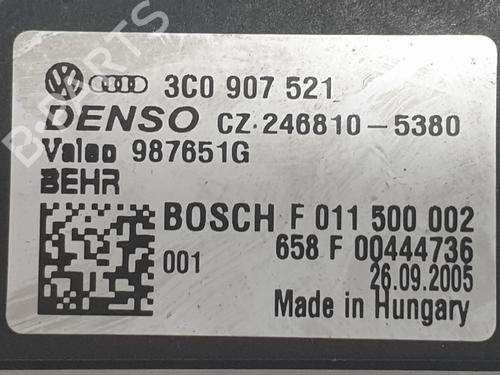 3C0 907 521
DENSO CZ·246810-5380
Valeo 987651G
BEHR
BOSCH F 011 500 002
001 658 F 00444736
26.09.2005
Made in Hungary